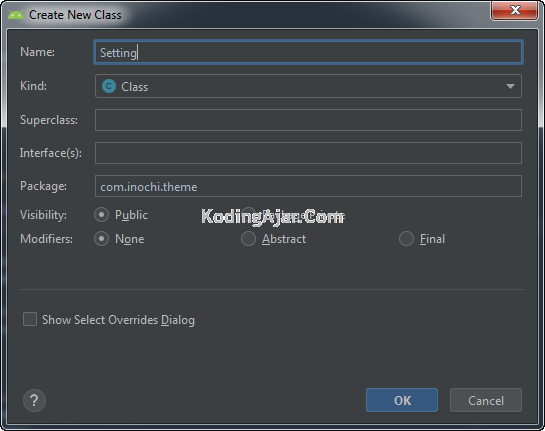 Create New Class
Name: Setting
Kind: C Class
Superclass:
Interface(s):
Package: com.inochi.theme
Visibility: Public
KodingAjar.Com
Modifiers: None Abstract Final
Show Select Overrides Dialog
? OK Cancel